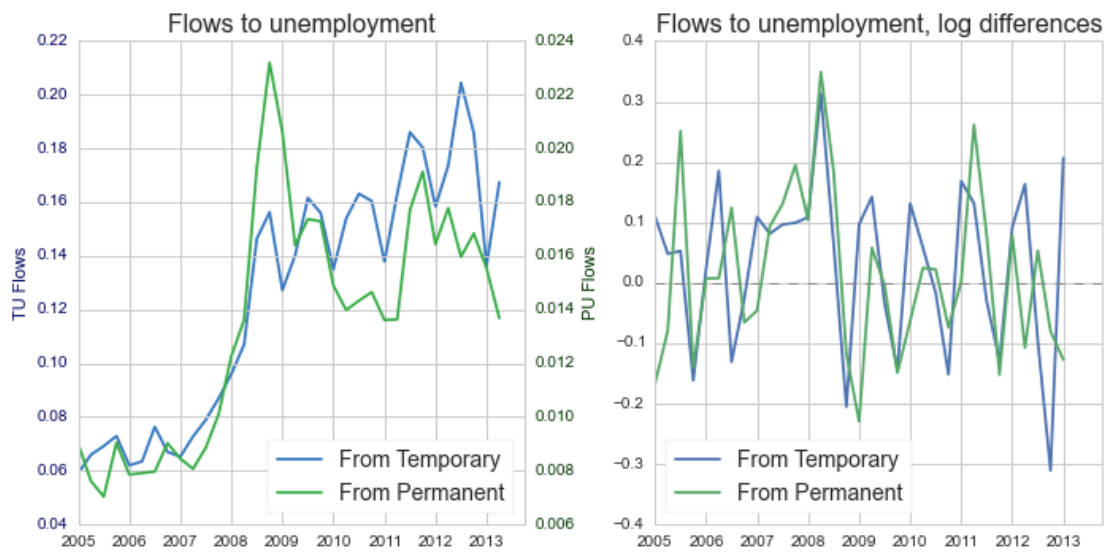 Flows to unemployment
0.22
0.20
0.18
0.16
0.14
0.12
0.10
0.08
0.06
0.04
TU Flows
0.024
0.022
0.020
0.018
0.016
0.014
0.012
0.010
0.008
0.006
PU Flows
From Temporary
From Permanent
2005 2006 2007 2008 2009 2010 2011 2012 2013
Flows to unemployment, log differences
0.4
0.3
0.2
0.1
0.0
−0.1
−0.2
−0.3
−0.4
From Temporary
From Permanent
2005 2006 2007 2008 2009 2010 2011 2012 2013